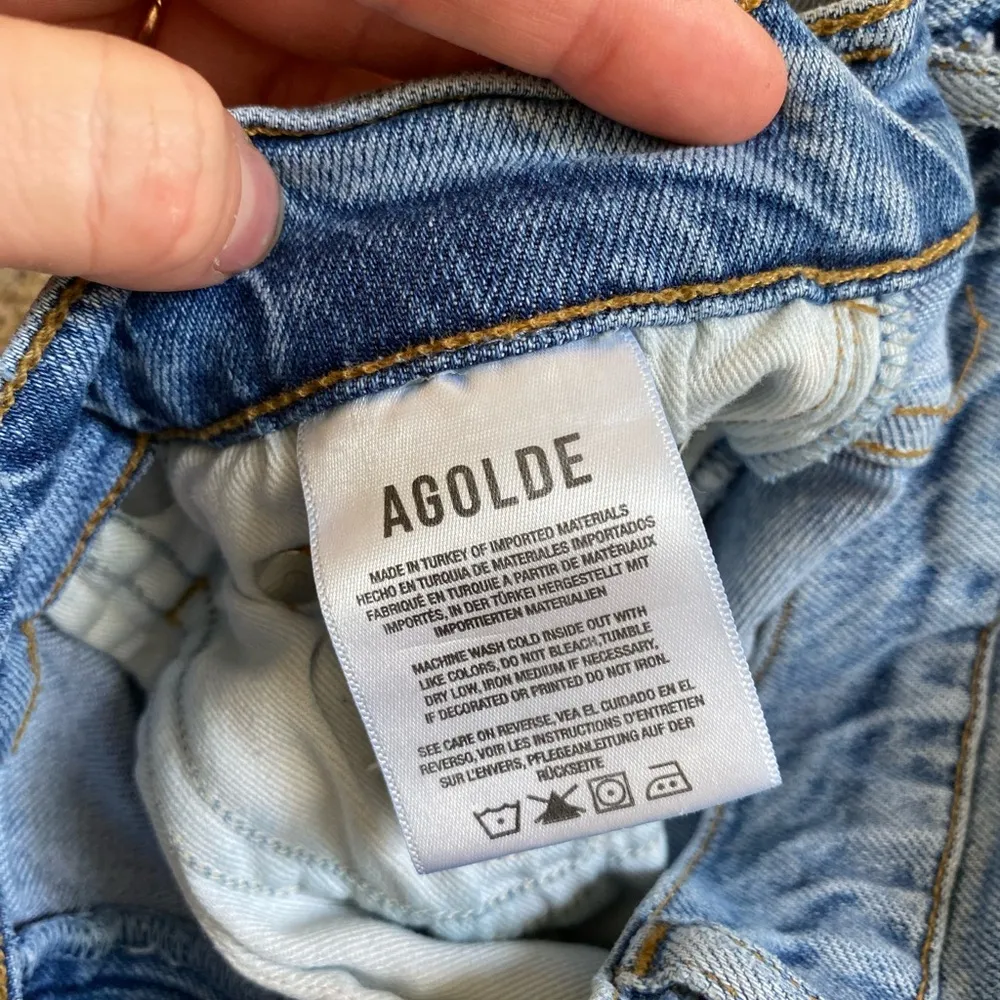 AGOLDE
MADE IN TURKEY OF IMPORTED MATERIALS
HECHO EN TURQUIA DE MATERIALES IMPORTADOS
FABRIQUÉ EN TURQUIE A PARTIR DE MATÉRIAUX
IMPORTÉS, IN DER TÜRKEI HERGESTELLT MIT
IMPORTIERTEN MATERIALIEN
MACHINE WASH COLD INSIDE OUT WITH
LIKE COLORS, DO NOT BLEACH, TUMBLE
DRY LOW, IRON MEDIUM IF NECESSARY,
IF DECORATED OR PRINTED DO NOT IRON.
SEE CARE ON REVERSE, VEA EL CUIDADO EN EL
REVERSO, VOIR LES INSTRUCTIONS D'ENTRETIEN
SUR L'ENVERS, PFLEGEANLEITUNG AUF DER
RÜCKSEITE